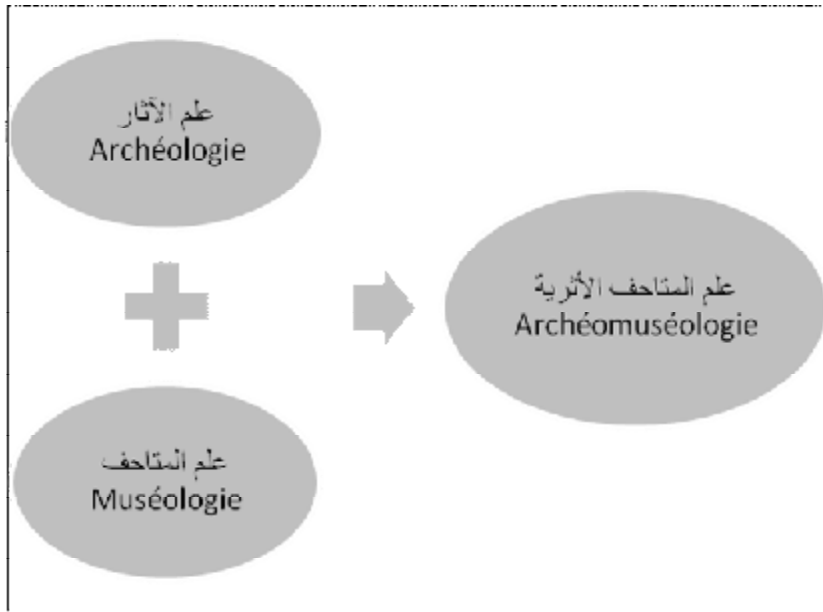 علم الآثار
Archéologie
علم المتاحف
Muséologie
علم المتاحف الأثرية
Archéomuséologie